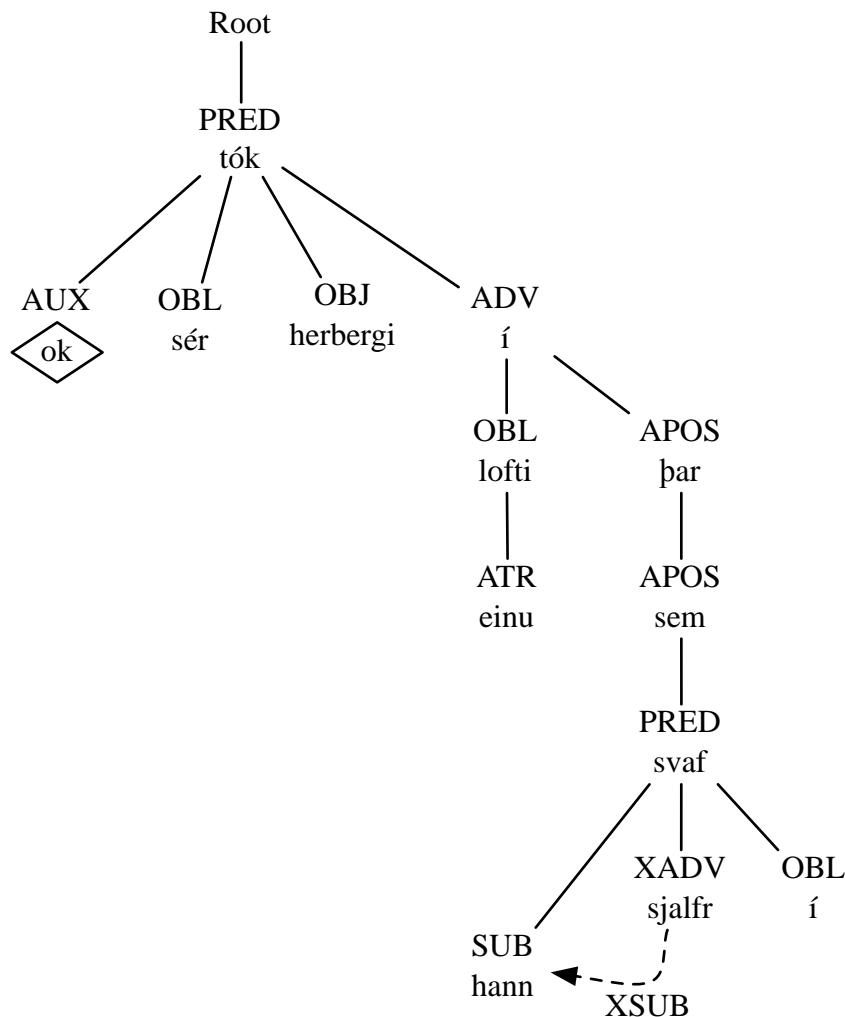 Root
PRED
tók
AUX OBL OBJ ADV
ok sér herbergi í
OBL APOS
lofti þar
ATR APOS
einu sem
PRED
svaf
XADV OBL
sjalfr í
SUB
hann
XSUB